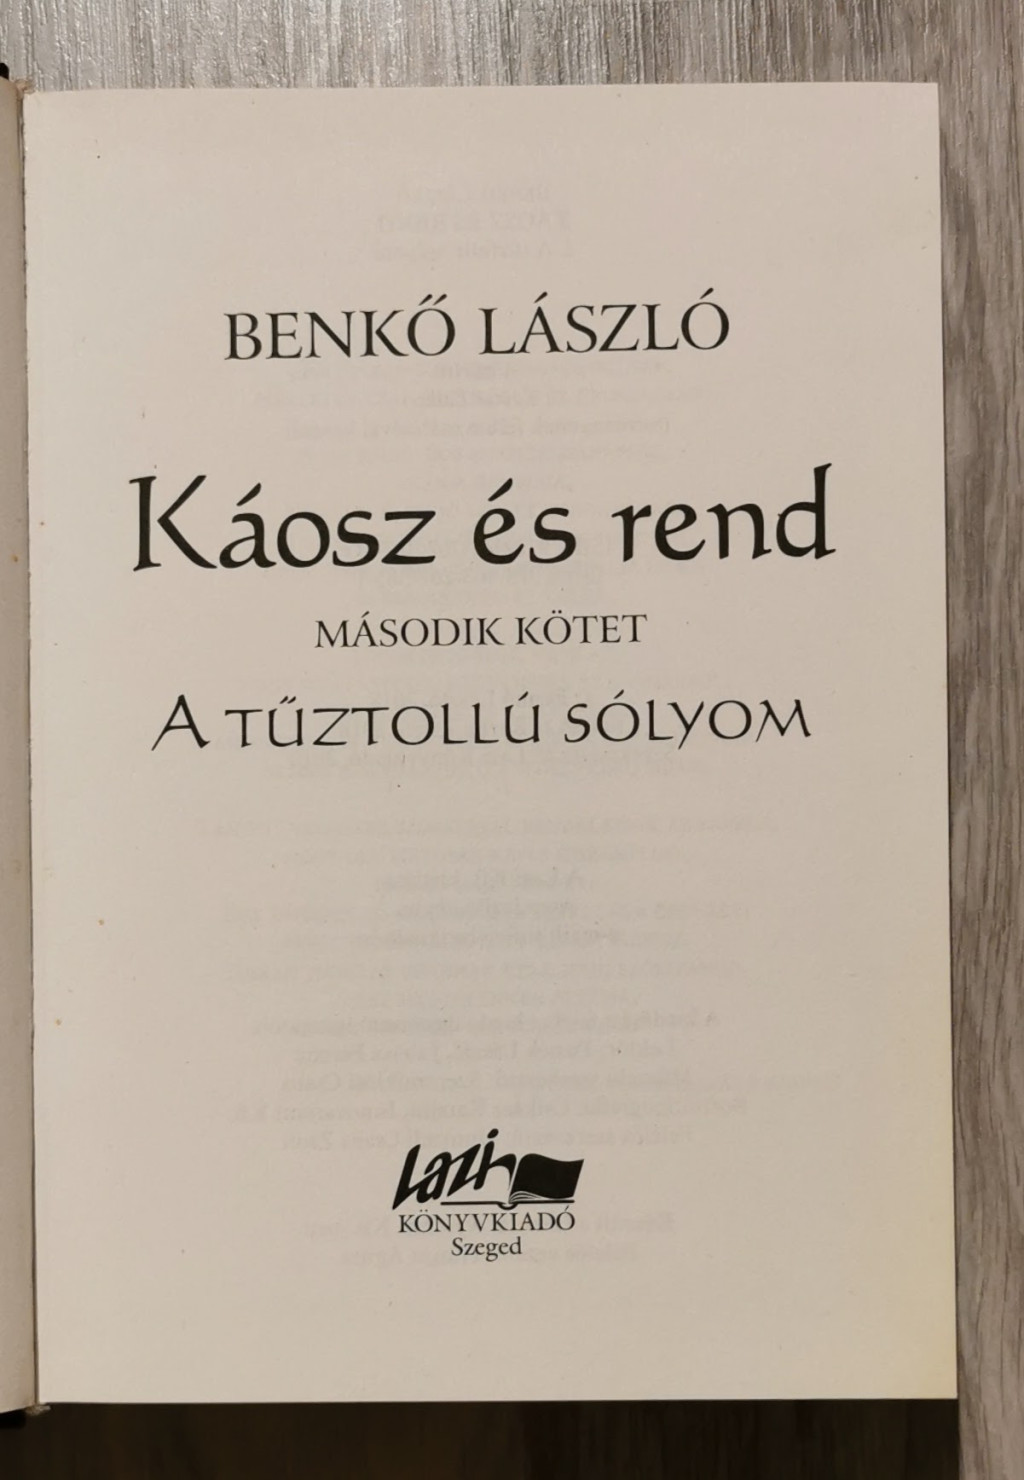 BENKŐ LÁSZLÓ
Káosz és rend
MÁSODIK KÖTET
A TŰZTOLLÚ SÓLYOM
Lazi
KÖNYVKIADÓ
Szeged